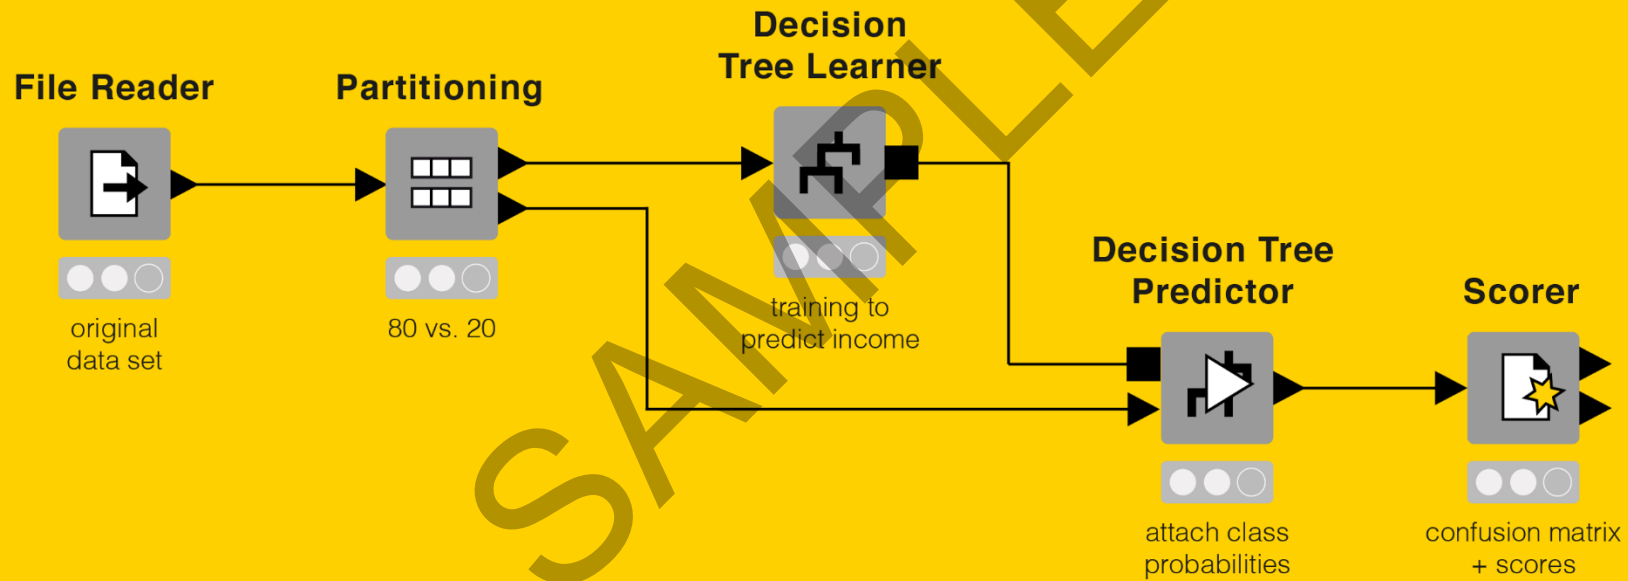 File Reader
original
data set
Partitioning
80 vs. 20
Decision
Tree Learner
training to
predict income
Decision Tree
Predictor
attach class
probabilities
Scorer
confusion matrix
+ scores
SAMPLE